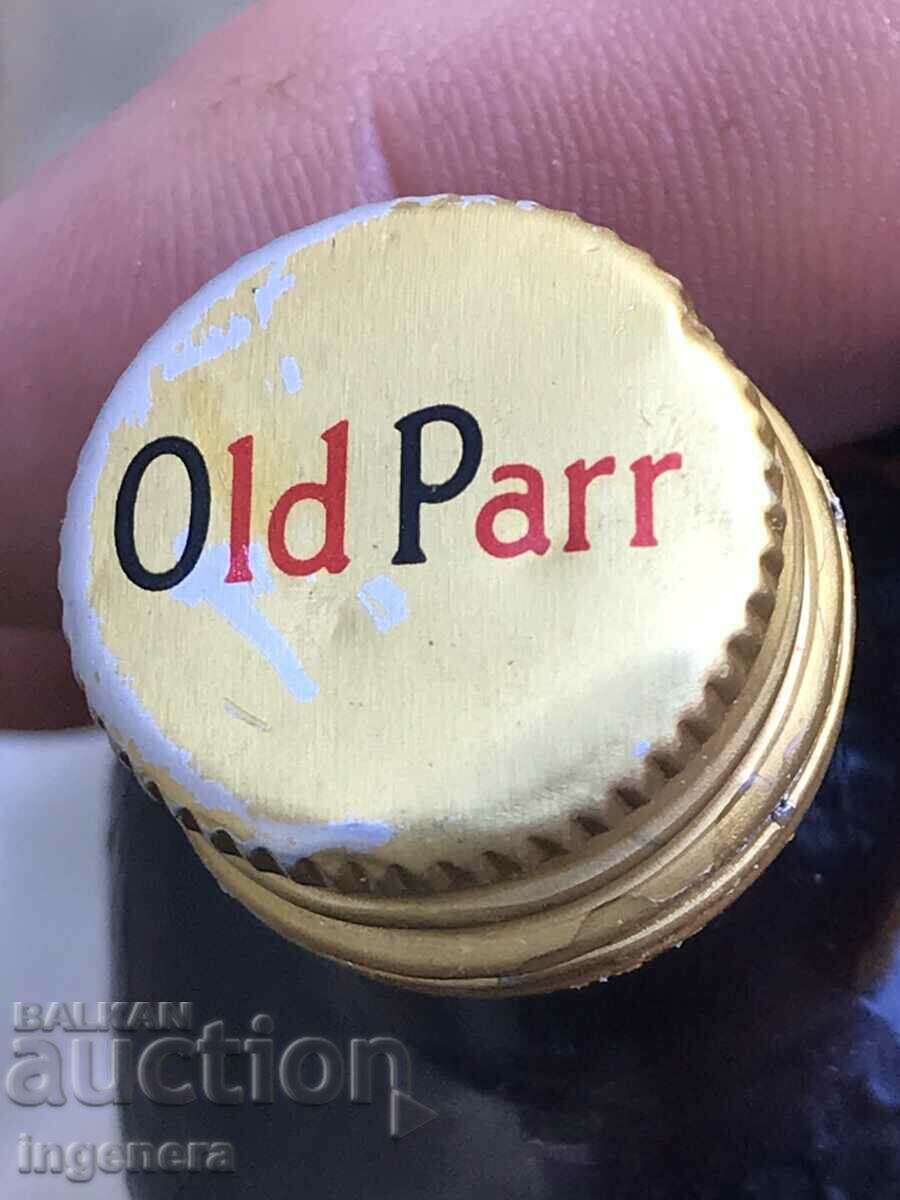 Old Parr
BALKAN
auction
ingenera